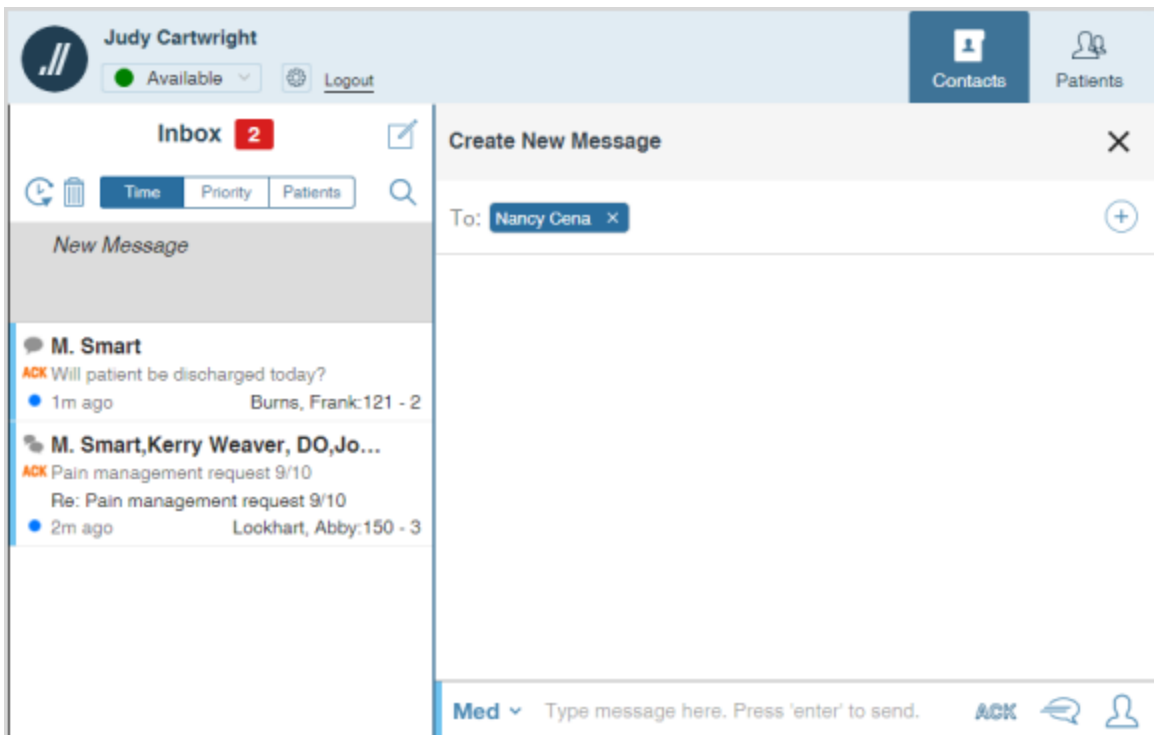 Judy Cartwright
Available
Logout
Contacts
Patients
Inbox 2
Time Priority Patients
New Message
M. Smart
ACK Will patient be discharged today?
1m ago Burns, Frank:121 - 2
M. Smart,Kerry Weaver, DO,Jo...
ACK Pain management request 9/10
Re: Pain management request 9/10
2m ago Lockhart, Abby:150 - 3
Create New Message
To: Nancy Cena ×
Med Type message here. Press 'enter' to send. ACK